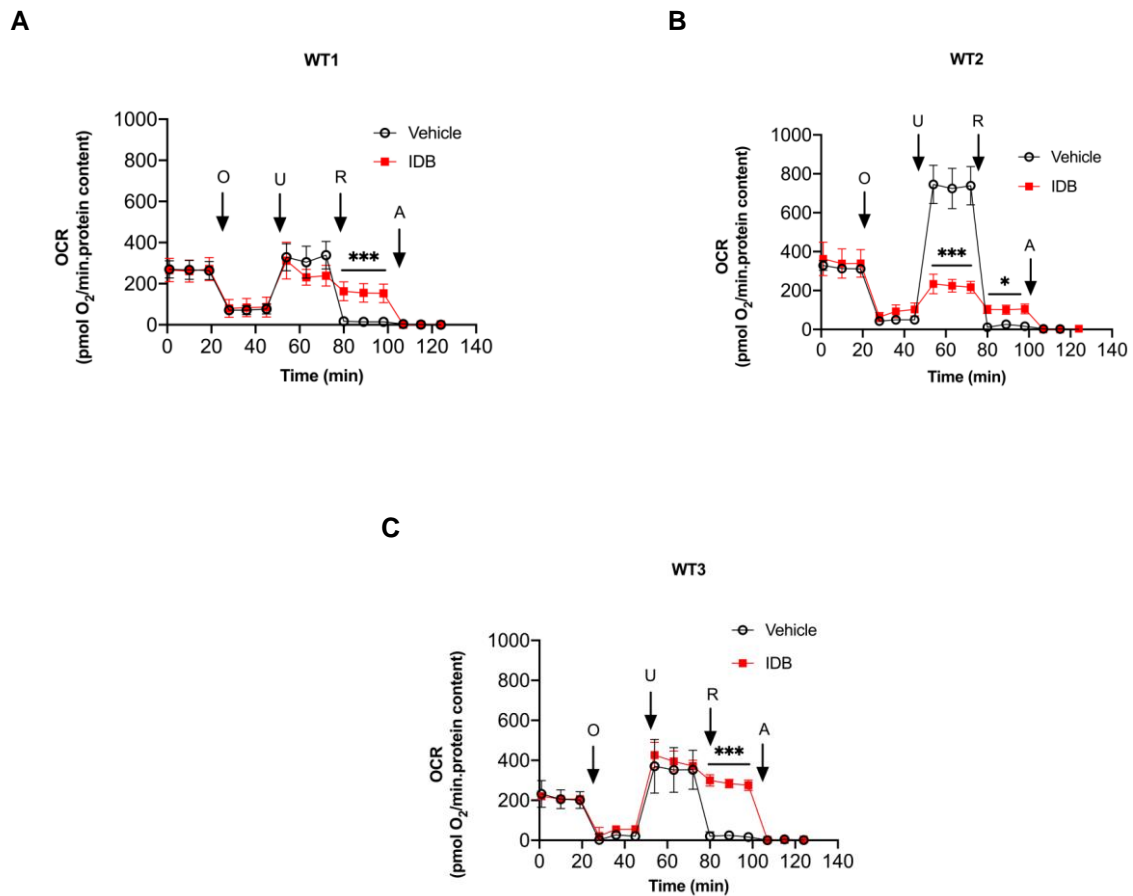 A
WT1
OCR
(pmol O2/min.protein content)
1000
800
600
400
200
0
Vehicle
IDB
O
U
R
A
***
0 20 40 60 80 100 120 140
Time (min)
B
WT2
OCR
(pmol O2/min.protein content)
1000
800
600
400
200
0
U
R
Vehicle
IDB
O
***
*
A
0 20 40 60 80 100 120 140
Time (min)
C
WT3
OCR
(pmol O2/min.protein content)
1000
800
600
400
200
0
Vehicle
IDB
U
R
O
***
A
0 20 40 60 80 100 120 140
Time (min)